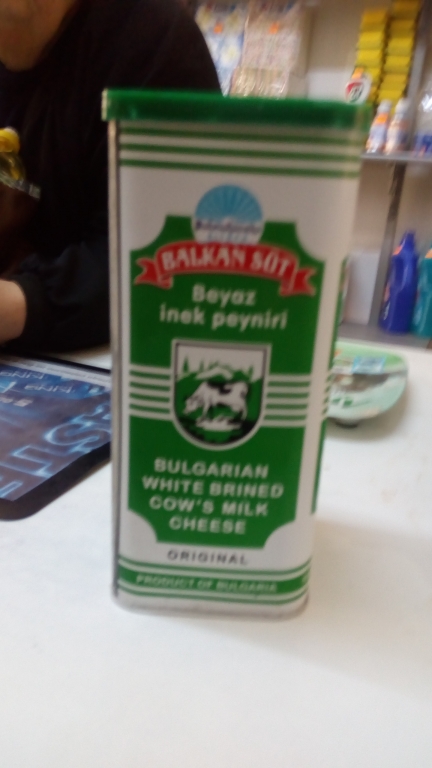 BALKAN SÜT
Beyaz
inek peyniri
BULGARIAN
WHITE BRINED
COW'S MILK
CHEESE
ORIGINAL
PRODUCT OF BULGARIA